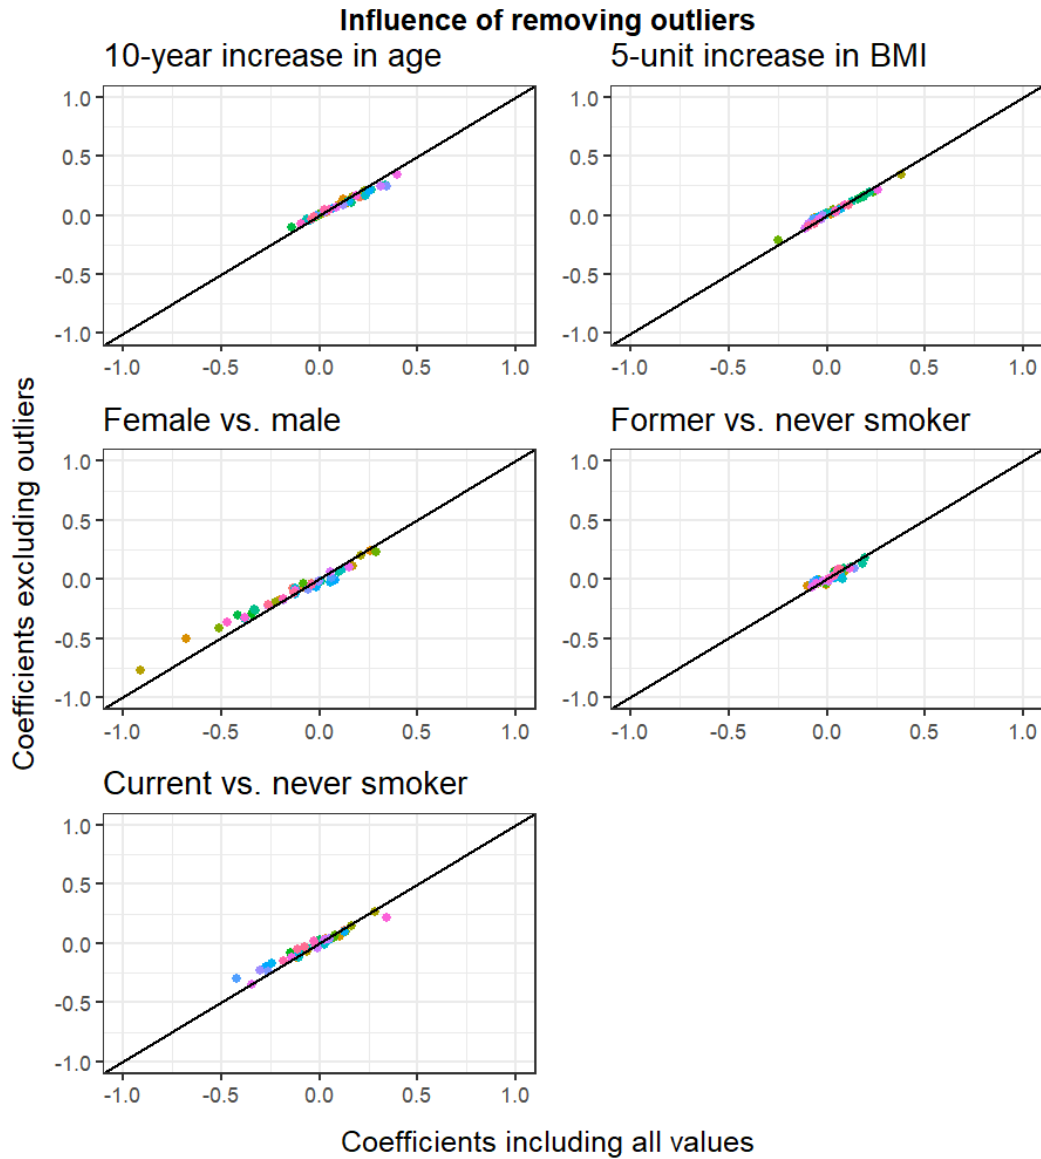 Influence of removing outliers
10-year increase in age
1.0
0.5
0.0
-0.5
-1.0
-1.0 -0.5 0.0 0.5 1.0
5-unit increase in BMI
1.0
0.5
0.0
-0.5
-1.0
-1.0 -0.5 0.0 0.5 1.0
Female vs. male
1.0
0.5
0.0
-0.5
-1.0
-1.0 -0.5 0.0 0.5 1.0
Former vs. never smoker
1.0
0.5
0.0
-0.5
-1.0
-1.0 -0.5 0.0 0.5 1.0
Current vs. never smoker
1.0
0.5
0.0
-0.5
-1.0
-1.0 -0.5 0.0 0.5 1.0
Coefficients excluding outliers
Coefficients including all values